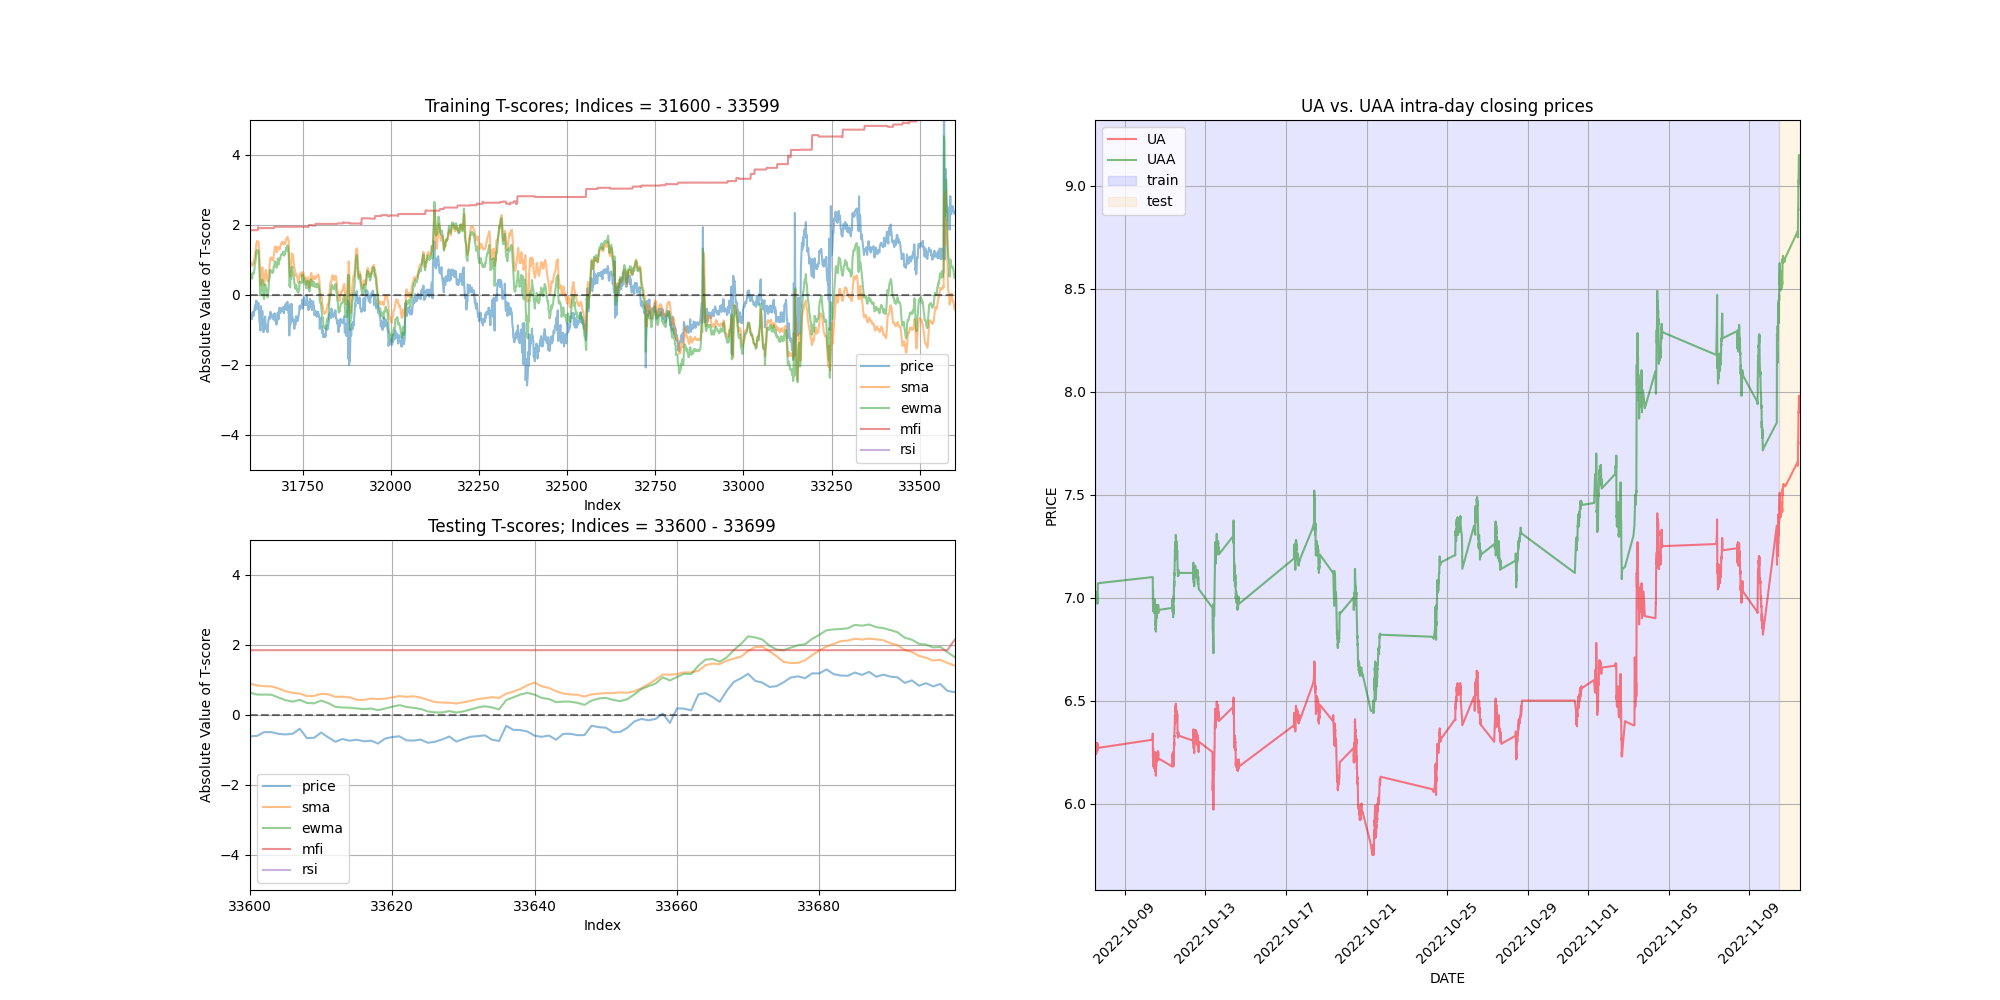 Training T-scores; Indices = 31600 - 33599
Absolute Value of T-score
4
2
0
−2
−4
price
sma
ewma
mfi
rsi
31750 32000 32250 32500 32750 33000 33250 33500
Index
Testing T-scores; Indices = 33600 - 33699
Absolute Value of T-score
4
2
0
−2
−4
price
sma
ewma
mfi
rsi
33600 33620 33640 33660 33680
Index
UA vs. UAA intra-day closing prices
UA
UAA
train
test
PRICE
9.0
8.5
8.0
7.5
7.0
6.5
6.0
2022-10-09 2022-10-13 2022-10-17 2022-10-21 2022-10-25 2022-10-29 2022-11-01 2022-11-05 2022-11-09
DATE